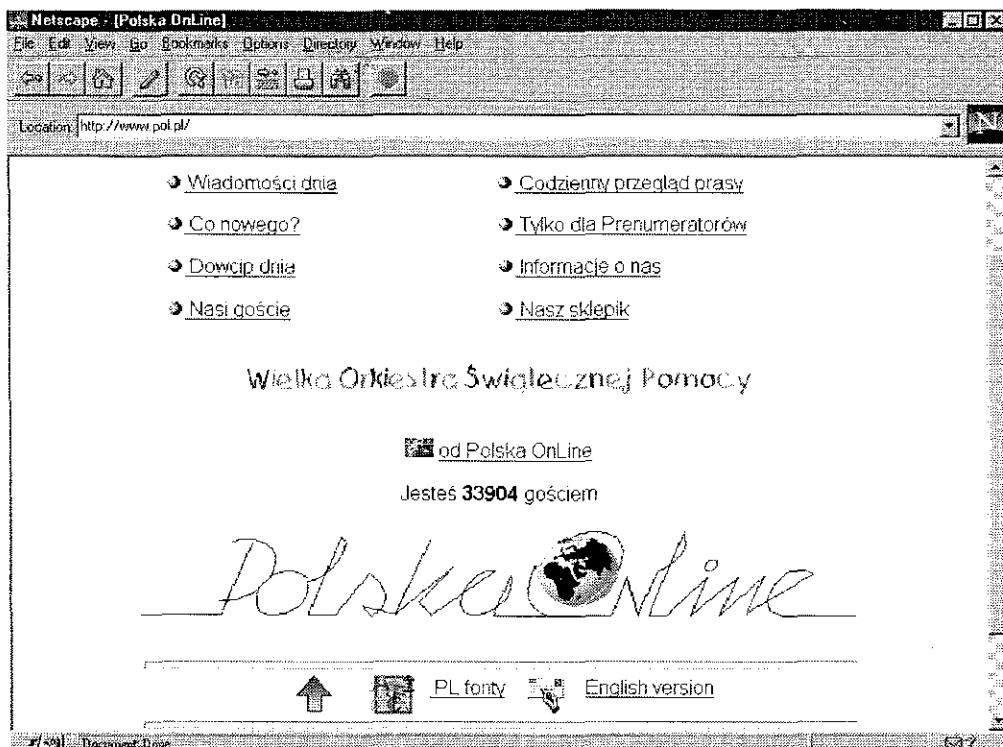 Netscape - [Polska OnLine]
File Edit View Go Bookmarks Options Directory Window Help
Location: http://www.pol.pl/
N
Wiadomości dnia
Codzienny przegląd prasy
Co nowego?
Tylko dla Prenumeratorów
Dowcip dnia
Informacje o nas
Nasi goście
Nasz sklepik
Wielka Orkiestra Świątecznej Pomocy
od Polska OnLine
Jesteś 33904 gościem
Polska OnLine
PL fonty
English version
Document: Done